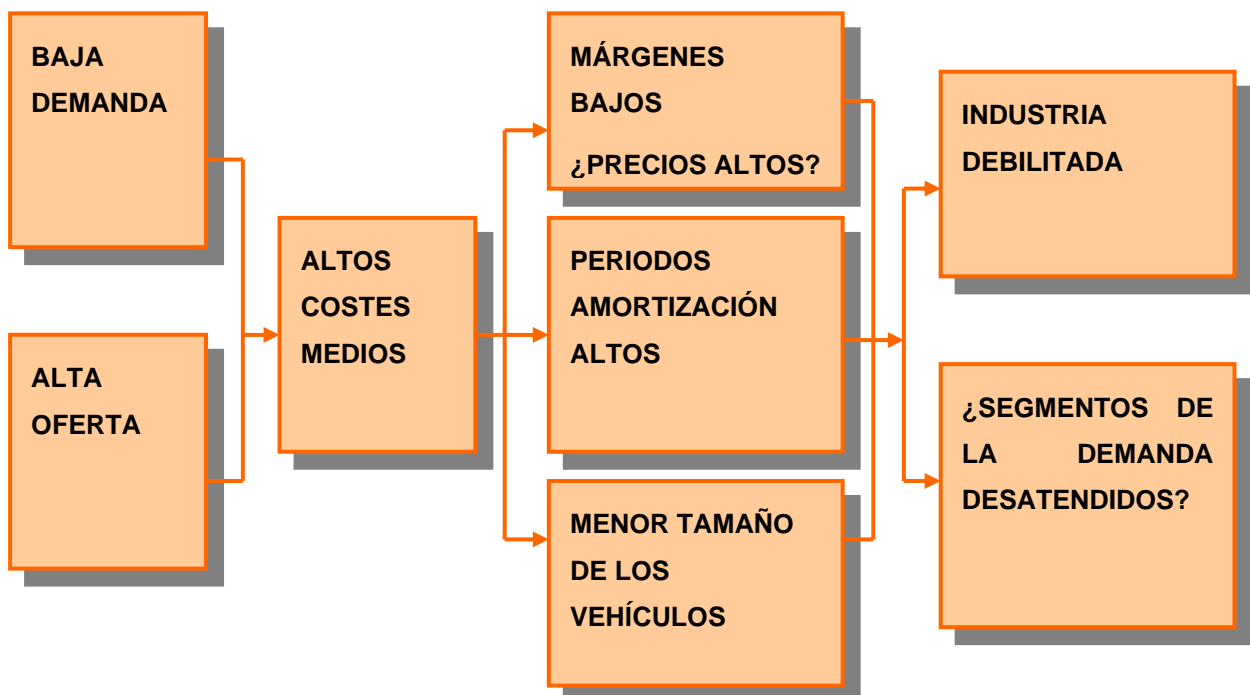 BAJA
DEMANDA
ALTA
OFERTA
ALTOS
COSTES
MEDIOS
MÁRGENES
BAJOS
¿PRECIOS ALTOS?
PERIODOS
AMORTIZACIÓN
ALTOS
MENOR TAMAÑO
DE LOS
VEHÍCULOS
INDUSTRIA
DEBILITADA
¿SEGMENTOS DE
LA DEMANDA
DESATENDIDOS?